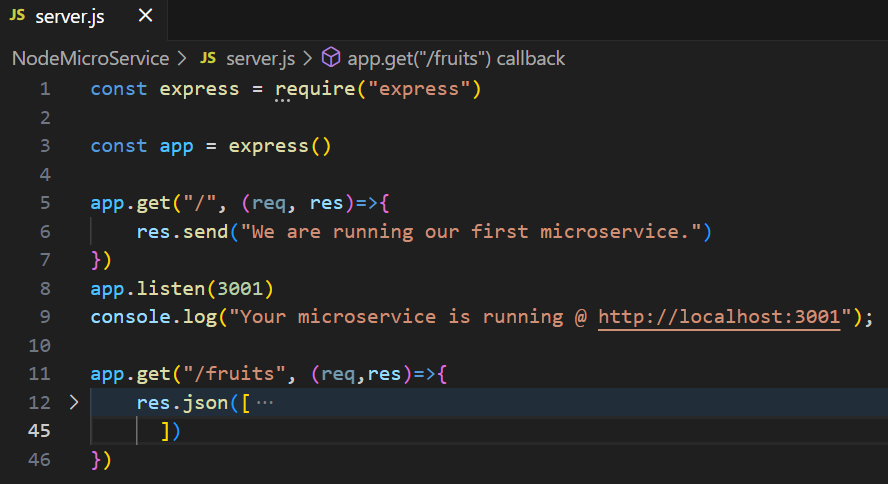 JS server.js ×
NodeMicroService > JS server.js > app.get("/fruits") callback
1 const express = require("express")
2
3 const app = express()
4
5 app.get("/", (req, res)=>{
6 res.send("We are running our first microservice.")
7 })
8 app.listen(3001)
9 console.log("Your microservice is running @ http://localhost:3001");
10
11 app.get("/fruits", (req,res)=>{
12 > res.json([ ···
45 ])
46 })